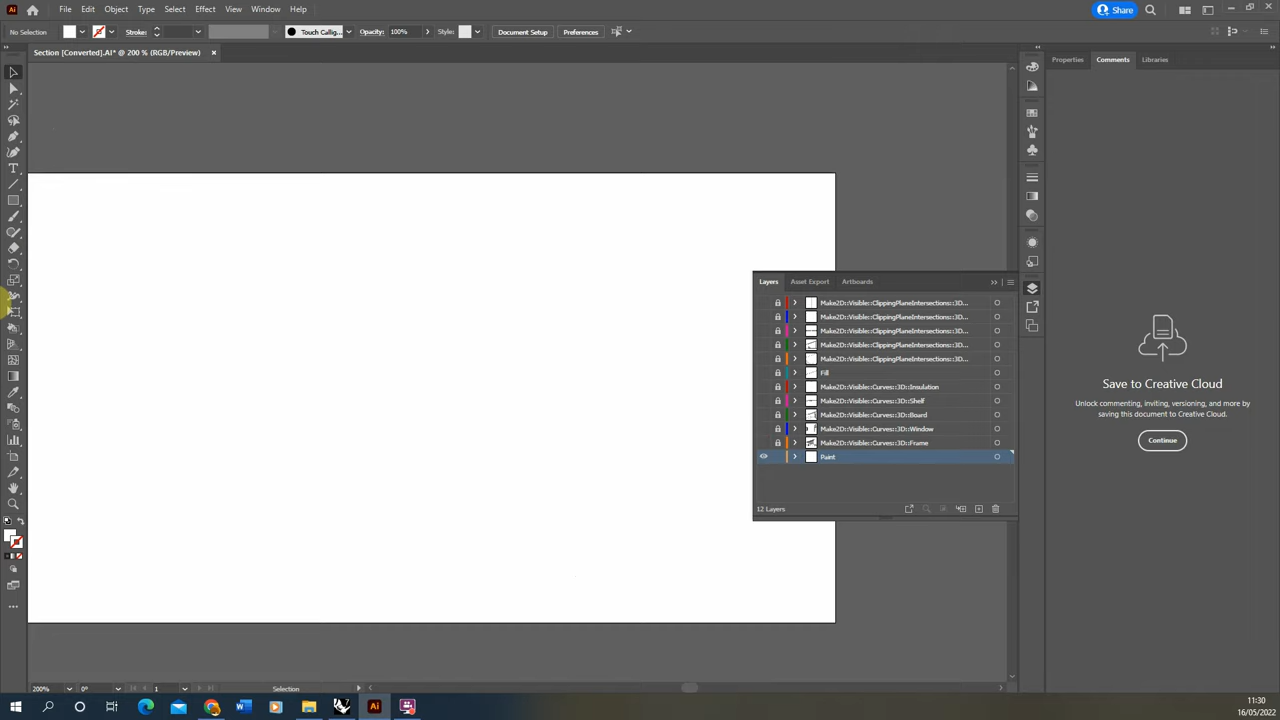 Ai File Edit Object Type Select Effect View Window Help Share
No Selection Stroke: Touch Callig... Opacity: 100% Style: Document Setup Preferences
Section [Converted].AI* @ 200 % (RGB/Preview) ×
Properties Comments Libraries
Layers Asset Export Artboards
Make2D::Visible::ClippingPlaneIntersections::3D...
Make2D::Visible::ClippingPlaneIntersections::3D...
Make2D::Visible::ClippingPlaneIntersections::3D...
Make2D::Visible::ClippingPlaneIntersections::3D...
Make2D::Visible::ClippingPlaneIntersections::3D...
Fill
Make2D::Visible::Curves::3D::Insulation
Make2D::Visible::Curves::3D::Shelf
Make2D::Visible::Curves::3D::Board
Make2D::Visible::Curves::3D::Window
Make2D::Visible::Curves::3D::Frame
Paint
12 Layers
Save to Creative Cloud
Unlock commenting, inviting, versioning, and more by
saving this document to Creative Cloud.
Continue
200% 0° 1 Selection
11:30
16/05/2022